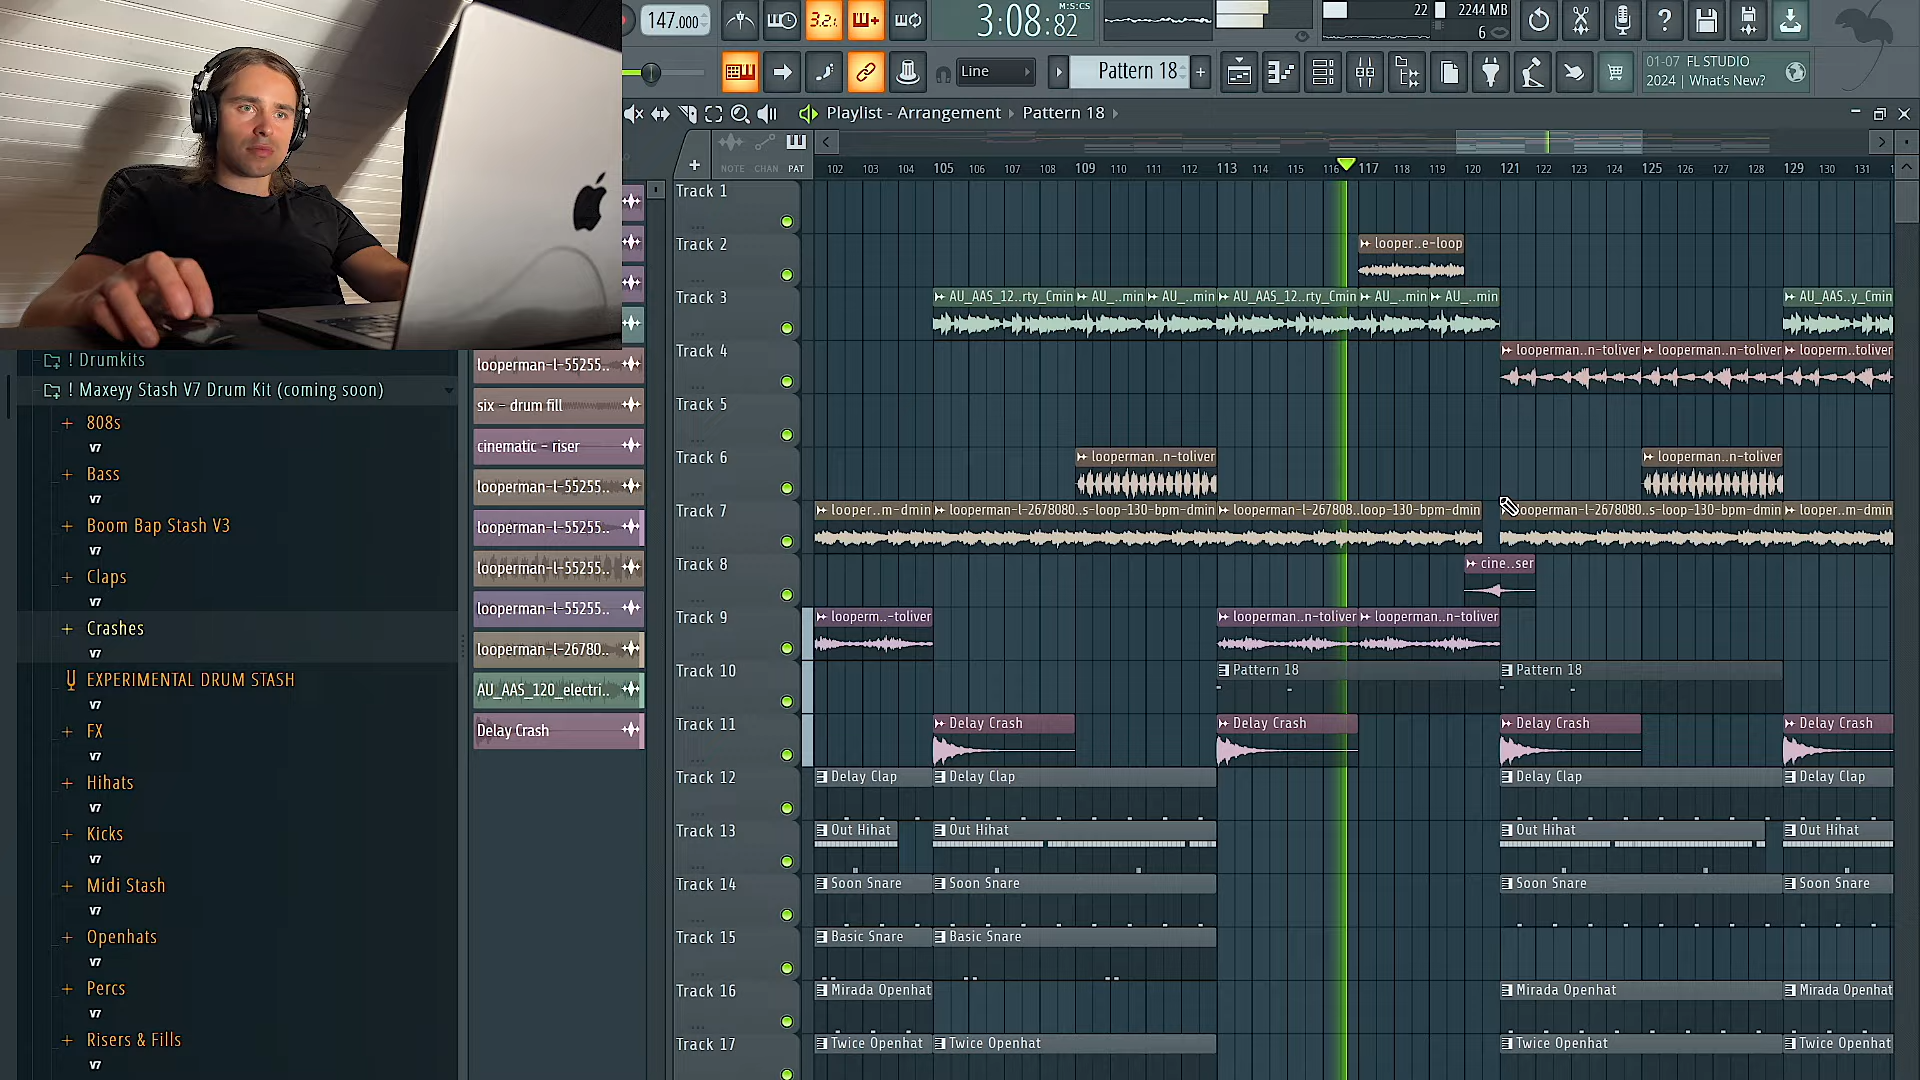 147.000
3.2.
3:08:82
M:S:CS
22
2244 MB
6
Line
Pattern 18
01-07 FL STUDIO
2024 | What's New?
Playlist - Arrangement
Pattern 18
NOTE
CHAN
PAT
102 103 104 105 106 107 108 109 110 111 112 113 114 115 116 117 118 119 120 121 122 123 124 125 126 127 128 129 130 131
Track 1
Track 2
looper..e-loop
Track 3
AU_AAS_12..rty_Cmin
AU_..min
AU_..min
AU_AAS_12..rty_Cmin
AU_..min
AU_..min
AU_AAS..y_Cmin
Track 4
looperman..n-toliver
looperman..n-toliver
looperm..toliver
Track 5
Track 6
looperman..n-toliver
looperman..n-toliver
Track 7
looper..m-dmin
looperman-l-2678080..s-loop-130-bpm-dmin
looperman-l-267808..loop-130-bpm-dmin
looperman-l-2678080..s-loop-130-bpm-dmin
looper..m-dmin
Track 8
cine..ser
Track 9
looperm..-toliver
looperman..n-toliver
looperman..n-toliver
Track 10
Pattern 18
Pattern 18
Track 11
Delay Crash
Delay Crash
Delay Crash
Delay Crash
Track 12
Delay Clap
Delay Clap
Delay Clap
Delay Clap
Track 13
Out Hihat
Out Hihat
Out Hihat
Out Hihat
Track 14
Soon Snare
Soon Snare
Soon Snare
Soon Snare
Track 15
Basic Snare
Basic Snare
Track 16
Mirada Openhat
Mirada Openhat
Mirada Openhat
Track 17
Twice Openhat
Twice Openhat
Twice Openhat
Twice Openhat
! Drumkits
! Maxeyy Stash V7 Drum Kit (coming soon)
808s
V7
Bass
V7
Boom Bap Stash V3
V7
Claps
V7
Crashes
V7
EXPERIMENTAL DRUM STASH
V7
FX
V7
Hihats
V7
Kicks
V7
Midi Stash
V7
Openhats
V7
Percs
V7
Risers & Fills
V7
looperman-l-55255..
six - drum fill
cinematic - riser
looperman-l-55255..
looperman-l-55255..
looperman-l-55255..
looperman-l-55255..
looperman-l-26780..
AU_AAS_120_electri..
Delay Crash